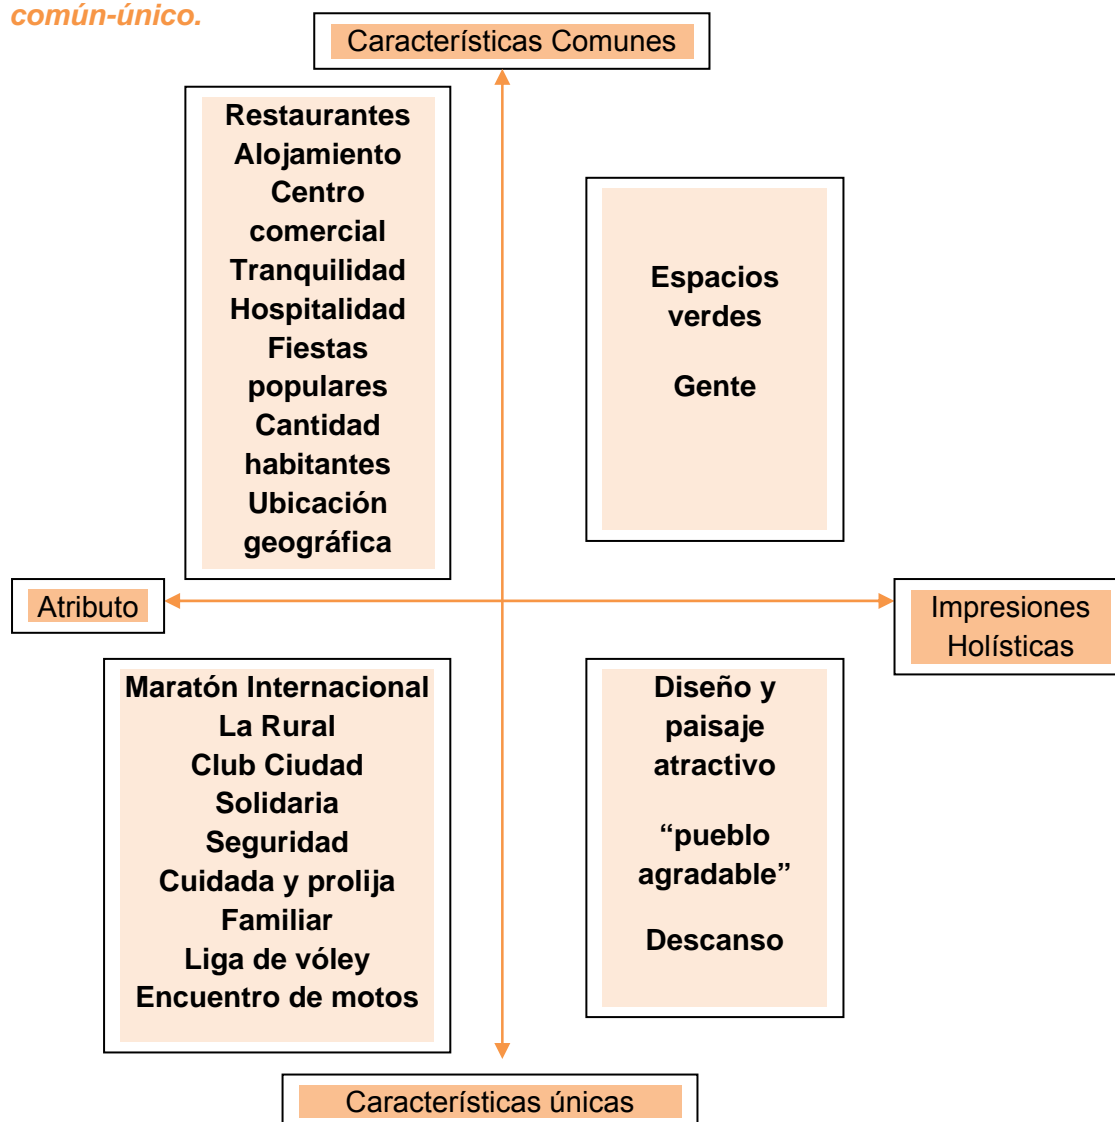 común-único.
Características Comunes
Restaurantes
Alojamiento
Centro
comercial
Tranquilidad
Hospitalidad
Fiestas
populares
Cantidad
habitantes
Ubicación
geográfica
Espacios
verdes
Gente
Atributo
Impresiones
Holísticas
Maratón Internacional
La Rural
Club Ciudad
Solidaria
Seguridad
Cuidada y prolija
Familiar
Liga de vóley
Encuentro de motos
Diseño y
paisaje
atractivo
“pueblo
agradable”
Descanso
Características únicas